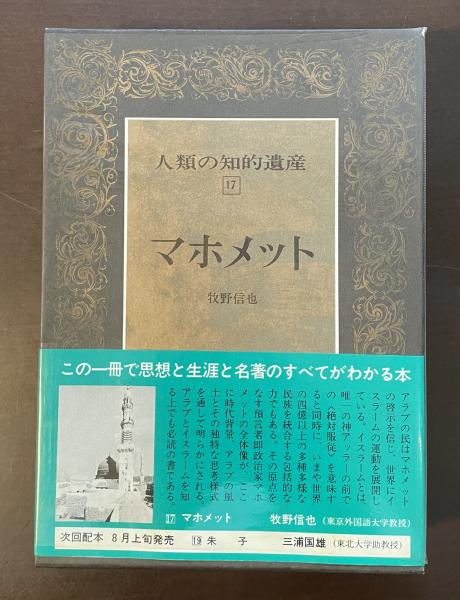 人類の知的遺産
17
マホメット
牧野信也
この一冊で思想と生涯と名著のすべてがわかる本
アラブの民はマホメット
の啓示を信じ、世界にイ
スラームの運動を展開し
ている。イスラームとは、
唯一の神アッラーの前で
の〈絶対服従〉を意味す
ると同時に、いまや世界
の四億以上の多種多様な
民族を統合する包括的な
力でもある。その原点を
なす預言者即政治家マホ
メットの全体像が、ここ
に時代背景、アラブの風
土とその独特な思考様式
を通して明らかにされる。
アラブとイスラームを知
る上でも必読の書である。
17 マホメット 牧野信也（東京外国語大学教授）
次回配本 8月上旬発売 19 朱子 三浦国雄（東北大学助教授）